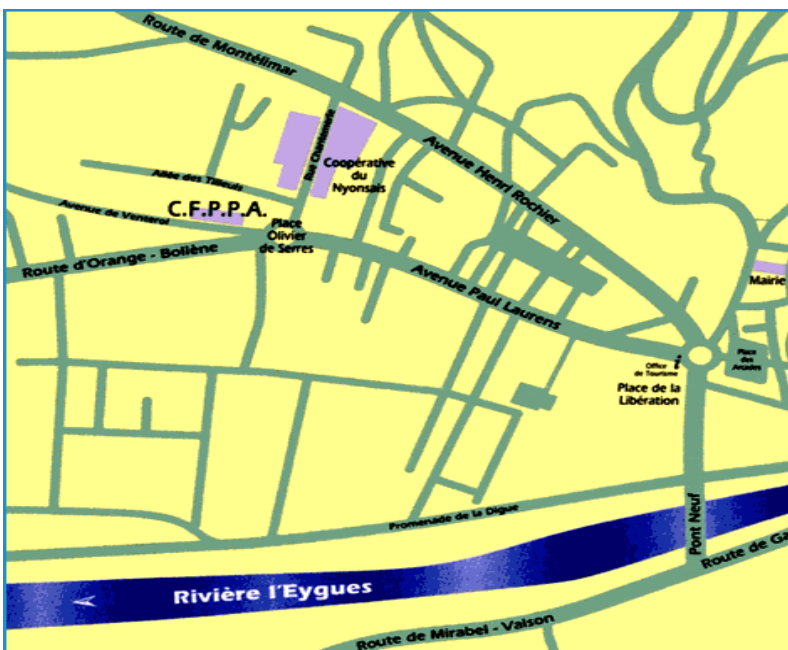 Route de Montélimar
Rue Chantemerle
Avenue Henri Rochier
Coopérative
du
Nyonsais
Allée des Tilleuls
C.F.P.P.A.
Avenue de Venterol
Place
Olivier
de Serres
Route d'Orange - Bollène
Avenue Paul Laurens
Mairie
Office
de Tourisme
Place
des
Arcades
Place de la
Libération
Promenade de la Digue
Pont Neuf
Rivière l'Eygues
Route de Ga
Route de Mirabel - Vaison